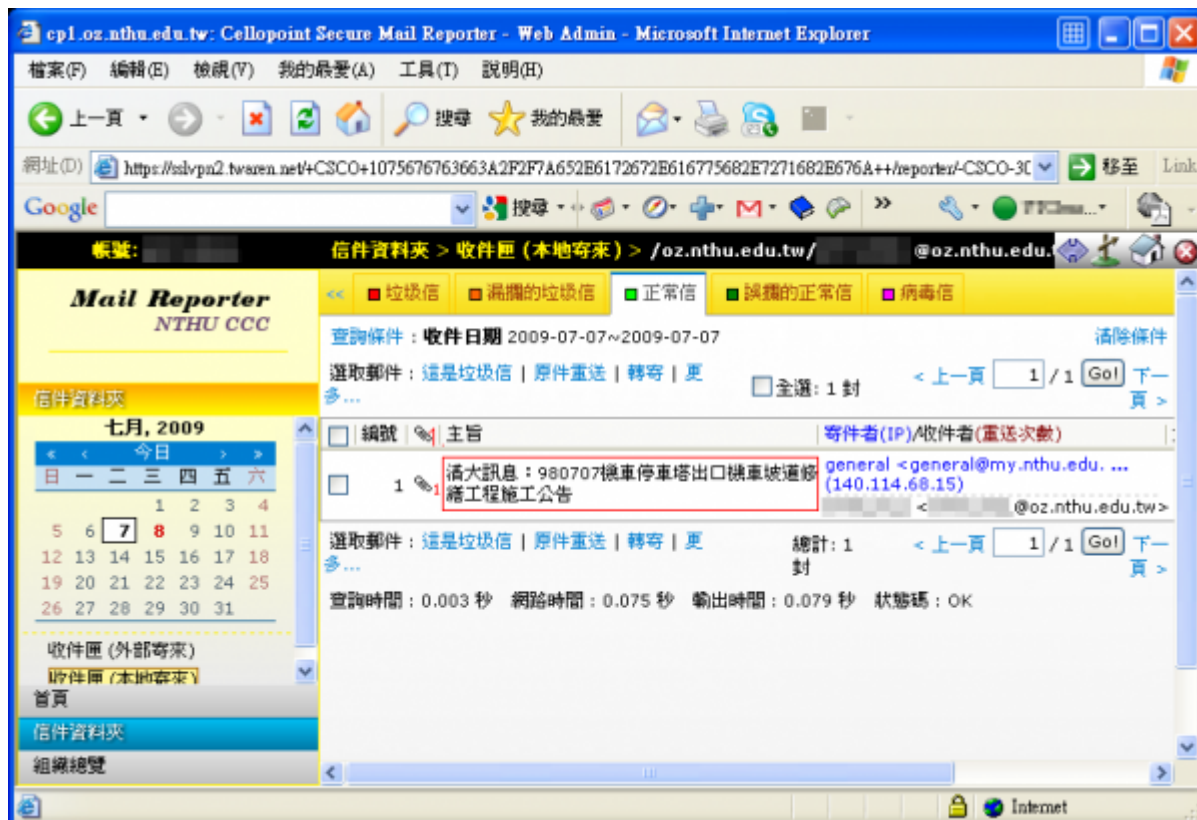 cp1.oz.nthu.edu.tw: Cellopoint Secure Mail Reporter - Web Admin - Microsoft Internet Explorer
檔案(F) 編輯(E) 檢視(V) 我的最愛(A) 工具(T) 說明(H)
上一頁 搜尋 我的最愛
網址(D) https://sslvpn2.twaren.net/+CSCO+1075676763663A2F2F7A652E6172672E616775682E7271682E676A++/reporter/-CSCO-3C 移至 Link
Google 搜尋 »
帳號: 信件資料夾 > 收件匣 (本地寄來) > /oz.nthu.edu.tw/ @oz.nthu.edu.
Mail Reporter
NTHU CCC
<< 垃圾信 漏攔的垃圾信 正常信 誤攔的正常信 病毒信
查詢條件 : 收件日期 2009-07-07~2009-07-07 清除條件
選取郵件 : 這是垃圾信 | 原件重送 | 轉寄 | 更
多... 全選: 1 封 < 上一頁 1 / 1 Go! 下一
頁 >
信件資料夾
七月, 2009
« ‹ 今日 › »
日 一 二 三 四 五 六
1 2 3 4
5 6 7 8 9 10 11
12 13 14 15 16 17 18
19 20 21 22 23 24 25
26 27 28 29 30 31
收件匣 (外部寄來)
收件匣 (本地寄來)
首頁
信件資料夾
組織總覽
編號 主旨 寄件者(IP)/收件者(重送次數)
1 1 清大訊息：980707機車停車塔出口機車坡道修
繕工程施工公告
general <general@my.nthu.edu. ...
(140.114.68.15)
< @oz.nthu.edu.tw>
選取郵件 : 這是垃圾信 | 原件重送 | 轉寄 | 更
多... 總計: 1
封 < 上一頁 1 / 1 Go! 下一
頁 >
查詢時間 : 0.003 秒 網路時間 : 0.075 秒 輸出時間 : 0.079 秒 狀態碼 : OK
Internet